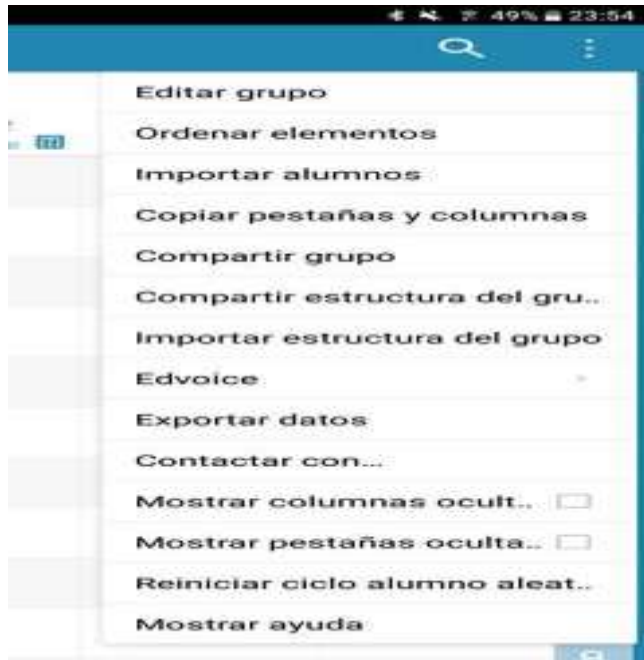 49% 23:54
Editar grupo
Ordenar elementos
Importar alumnos
Copiar pestañas y columnas
Compartir grupo
Compartir estructura del gru..
Importar estructura del grupo
Edvoice
Exportar datos
Contactar con...
Mostrar columnas ocult..
Mostrar pestañas oculta..
Reiniciar ciclo alumno aleat..
Mostrar ayuda